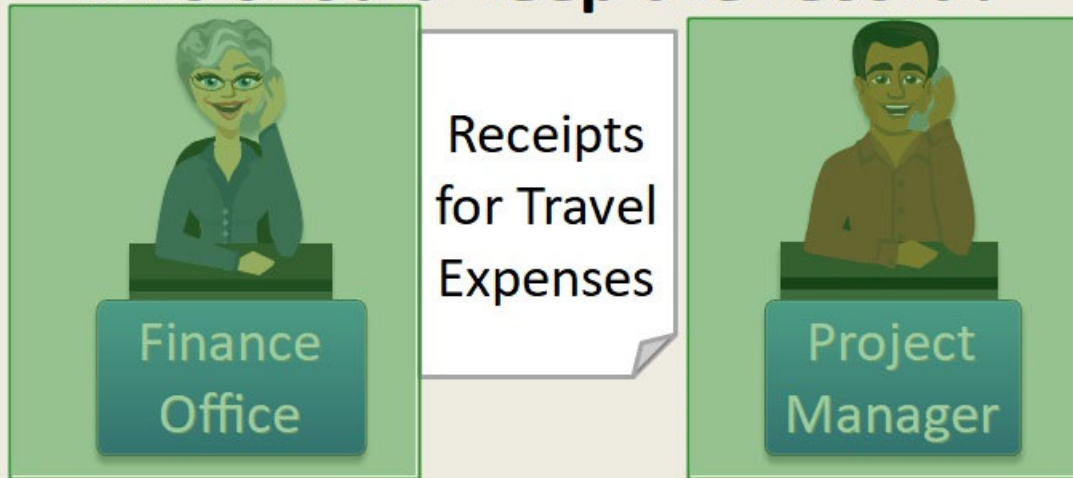 Receipts
for Travel
Expenses
Finance
Office
Project
Manager